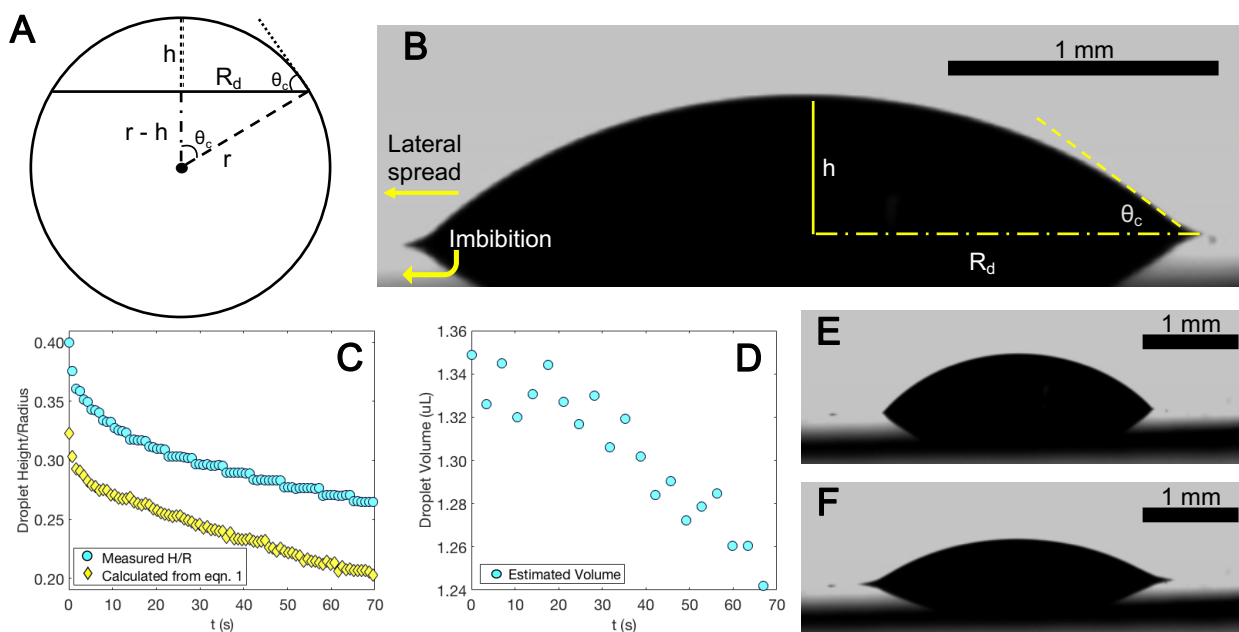 A
h
R_d
θ_c
r - h
θ_c
r
B
1 mm
Lateral
spread
h
θ_c
Imbibition
R_d
C
Droplet Height/Radius
0.40
0.35
0.30
0.25
0.20
Measured H/R
Calculated from eqn. 1
0 10 20 30 40 50 60 70
t (s)
D
Droplet Volume (uL)
1.36
1.34
1.32
1.30
1.28
1.26
1.24
Estimated Volume
0 10 20 30 40 50 60 70
t (s)
E
1 mm
F
1 mm